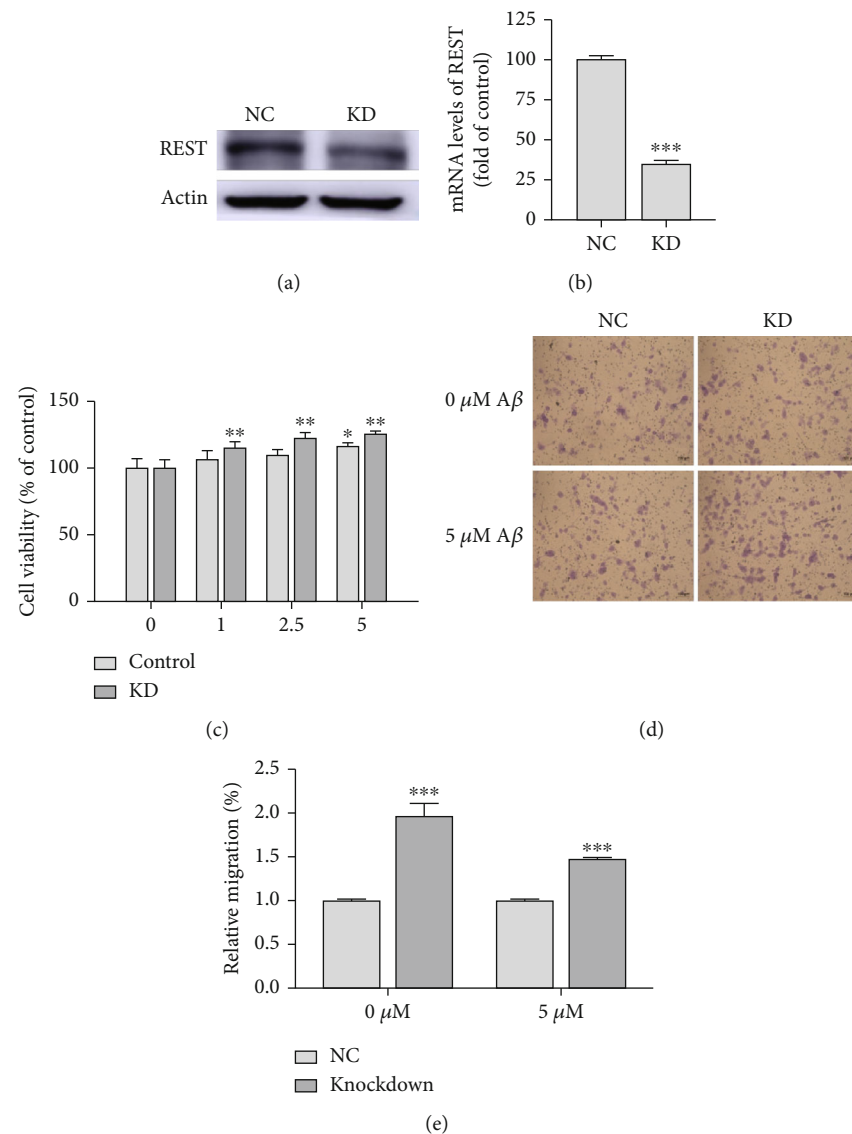 NC KD
REST
Actin
(a)
mRNA levels of REST
(fold of control)
125
100
75
50
25
0
***
NC KD
(b)
Cell viability (% of control)
150
100
50
0
** ** * **
0 1 2.5 5
Control
KD
(c)
NC KD
0 μM Aβ
5 μM Aβ
(d)
Relative migration (%)
2.5
2.0
1.5
1.0
0.5
0.0
***
***
0 μM 5 μM
NC
Knockdown
(e)